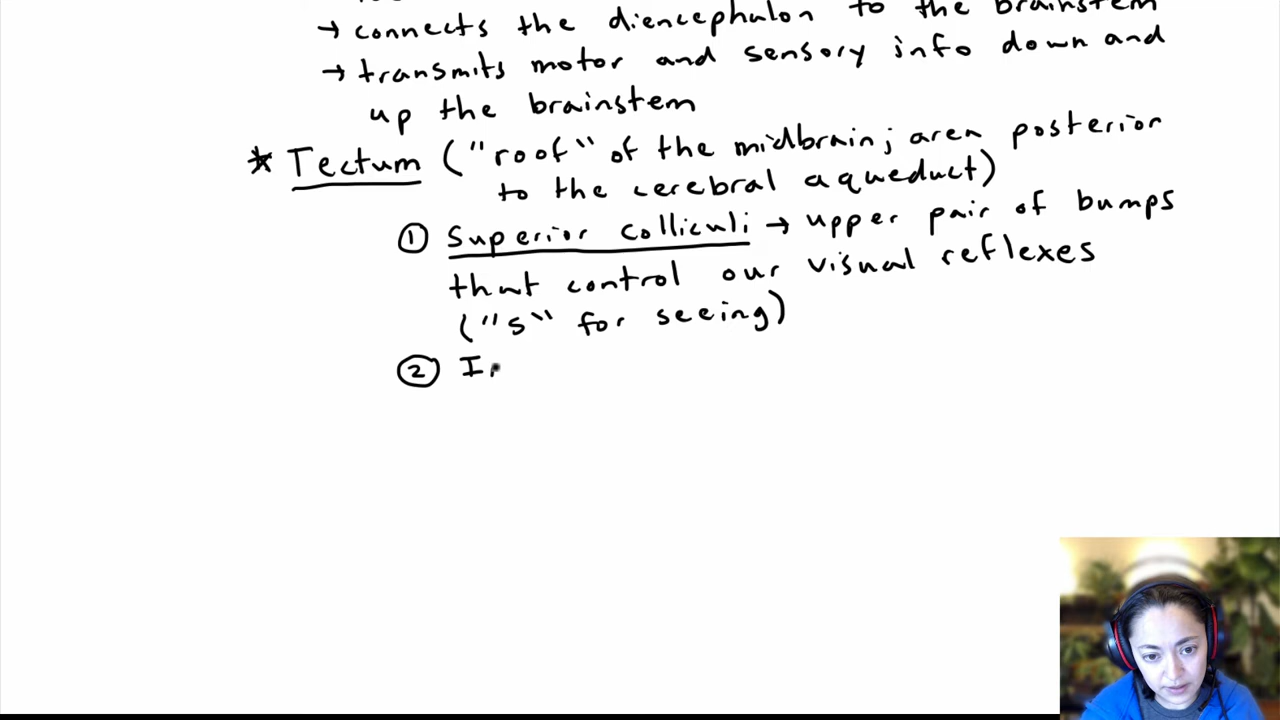 → connects the diencephalon to the brainstem
→ transmits motor and sensory info down and
up the brainstem
* Tectum ("roof" of the midbrain; area posterior
to the cerebral aqueduct)
① Superior colliculi → upper pair of bumps
that control our visual reflexes
("s" for seeing)
②